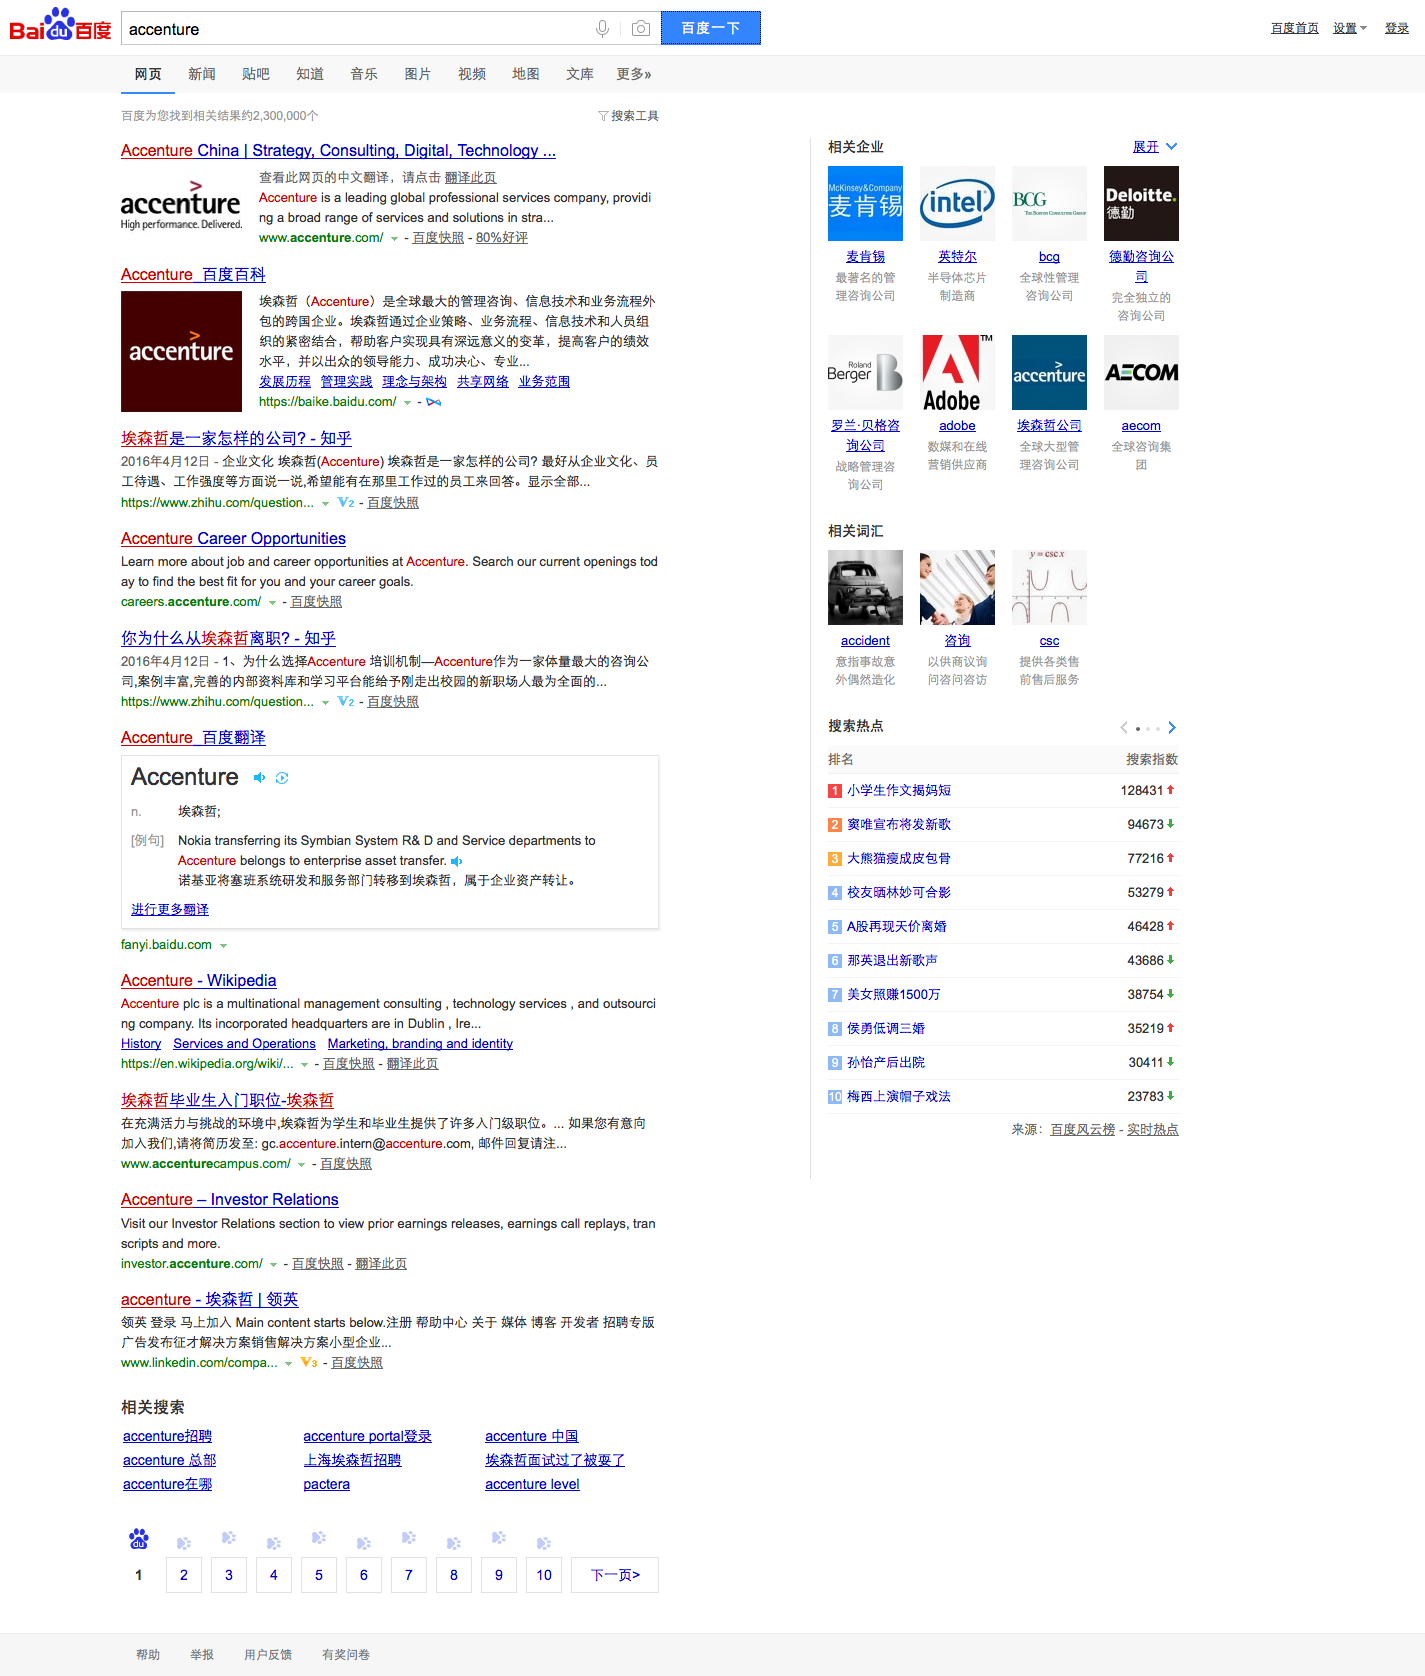 Bai du 百度
accenture
百度一下
百度首页 设置 登录
网页 新闻 贴吧 知道 音乐 图片 视频 地图 文库 更多»
百度为您找到相关结果约2,300,000个
搜索工具
Accenture China | Strategy, Consulting, Digital, Technology ...
accenture
High performance. Delivered.
查看此网页的中文翻译，请点击 翻译此页
Accenture is a leading global professional services company, providi
ng a broad range of services and solutions in stra...
www.accenture.com/ - 百度快照 - 80%好评
Accenture_百度百科
accenture
埃森哲（Accenture）是全球最大的管理咨询、信息技术和业务流程外
包的跨国企业。埃森哲通过企业策略、业务流程、信息技术和人员组
织的紧密结合，帮助客户实现具有深远意义的变革，提高客户的绩效
水平，并以出众的领导能力、成功决心、专业...
发展历程 管理实践 理念与架构 共享网络 业务范围
https://baike.baidu.com/ -
埃森哲是一家怎样的公司? - 知乎
2016年4月12日 - 企业文化 埃森哲(Accenture) 埃森哲是一家怎样的公司? 最好从企业文化、员
工待遇、工作强度等方面说一说,希望能有在那里工作过的员工来回答。显示全部...
https://www.zhihu.com/question... V2 - 百度快照
Accenture Career Opportunities
Learn more about job and career opportunities at Accenture. Search our current openings tod
ay to find the best fit for you and your career goals.
careers.accenture.com/ - 百度快照
你为什么从埃森哲离职? - 知乎
2016年4月12日 - 1、为什么选择Accenture 培训机制—Accenture作为一家体量最大的咨询公
司,案例丰富,完善的内部资料库和学习平台能给予刚走出校园的新职场人最为全面的...
https://www.zhihu.com/question... V2 - 百度快照
Accenture_百度翻译
Accenture
n. 埃森哲;
[例句] Nokia transferring its Symbian System R& D and Service departments to
Accenture belongs to enterprise asset transfer.
诺基亚将塞班系统研发和服务部门转移到埃森哲，属于企业资产转让。
进行更多翻译
fanyi.baidu.com
Accenture - Wikipedia
Accenture plc is a multinational management consulting , technology services , and outsourci
ng company. Its incorporated headquarters are in Dublin , Ire...
History Services and Operations Marketing, branding and identity
https://en.wikipedia.org/wiki/... - 百度快照 - 翻译此页
埃森哲毕业生入门职位-埃森哲
在充满活力与挑战的环境中,埃森哲为学生和毕业生提供了许多入门级职位。... 如果您有意向
加入我们,请将简历发至: gc.accenture.intern@accenture.com, 邮件回复请注...
www.accenturecampus.com/ - 百度快照
Accenture – Investor Relations
Visit our Investor Relations section to view prior earnings releases, earnings call replays, tran
scripts and more.
investor.accenture.com/ - 百度快照 - 翻译此页
accenture - 埃森哲 | 领英
领英 登录 马上加入 Main content starts below.注册 帮助中心 关于 媒体 博客 开发者 招聘专版
广告发布征才解决方案销售解决方案小型企业...
www.linkedin.com/compa... V3 - 百度快照
相关搜索
accenture招聘 accenture portal登录 accenture 中国
accenture 总部 上海埃森哲招聘 埃森哲面试过了被耍了
accenture在哪 pactera accenture level
du
1 2 3 4 5 6 7 8 9 10 下一页>
相关企业 展开
McKinsey&Company
麦肯锡
intel
BCG
THE BOSTON CONSULTING GROUP
Deloitte.
德勤
麦肯锡 英特尔 bcg 德勤咨询公
司
最著名的管 半导体芯片 全球性管理
理咨询公司 制造商 咨询公司
完全独立的
咨询公司
Roland
Berger B
Adobe TM
accenture
AECOM
罗兰·贝格咨 adobe 埃森哲公司 aecom
询公司
数媒和在线 全球大型管 全球咨询集
营销供应商 理咨询公司 团
战略管理咨
询公司
相关词汇
y = csc x
accident 咨询 csc
意指事故意 以供商议询 提供各类售
外偶然造化 问咨问咨访 前售后服务
搜索热点
排名 搜索指数
1 小学生作文揭妈短 128431
2 窦唯宣布将发新歌 94673
3 大熊猫瘦成皮包骨 77216
4 校友晒林妙可合影 53279
5 A股再现天价离婚 46428
6 那英退出新歌声 43686
7 美女照赚1500万 38754
8 侯勇低调三婚 35219
9 孙怡产后出院 30411
10 梅西上演帽子戏法 23783
来源：百度风云榜 - 实时热点
帮助 举报 用户反馈 有奖问卷